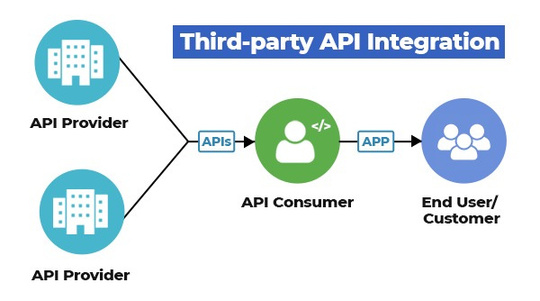 Third-party API Integration
API Provider
APIs
</>
APP
API Consumer
End User/
Customer
API Provider